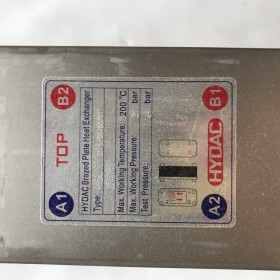 A1 TOP B2
HYDAC Brazed Plate Heat Exchanger
Type:
Max. Working Temperature: 200 °C
Max. Working Pressure: bar
Test Pressure: bar
A2 HYDAC B1